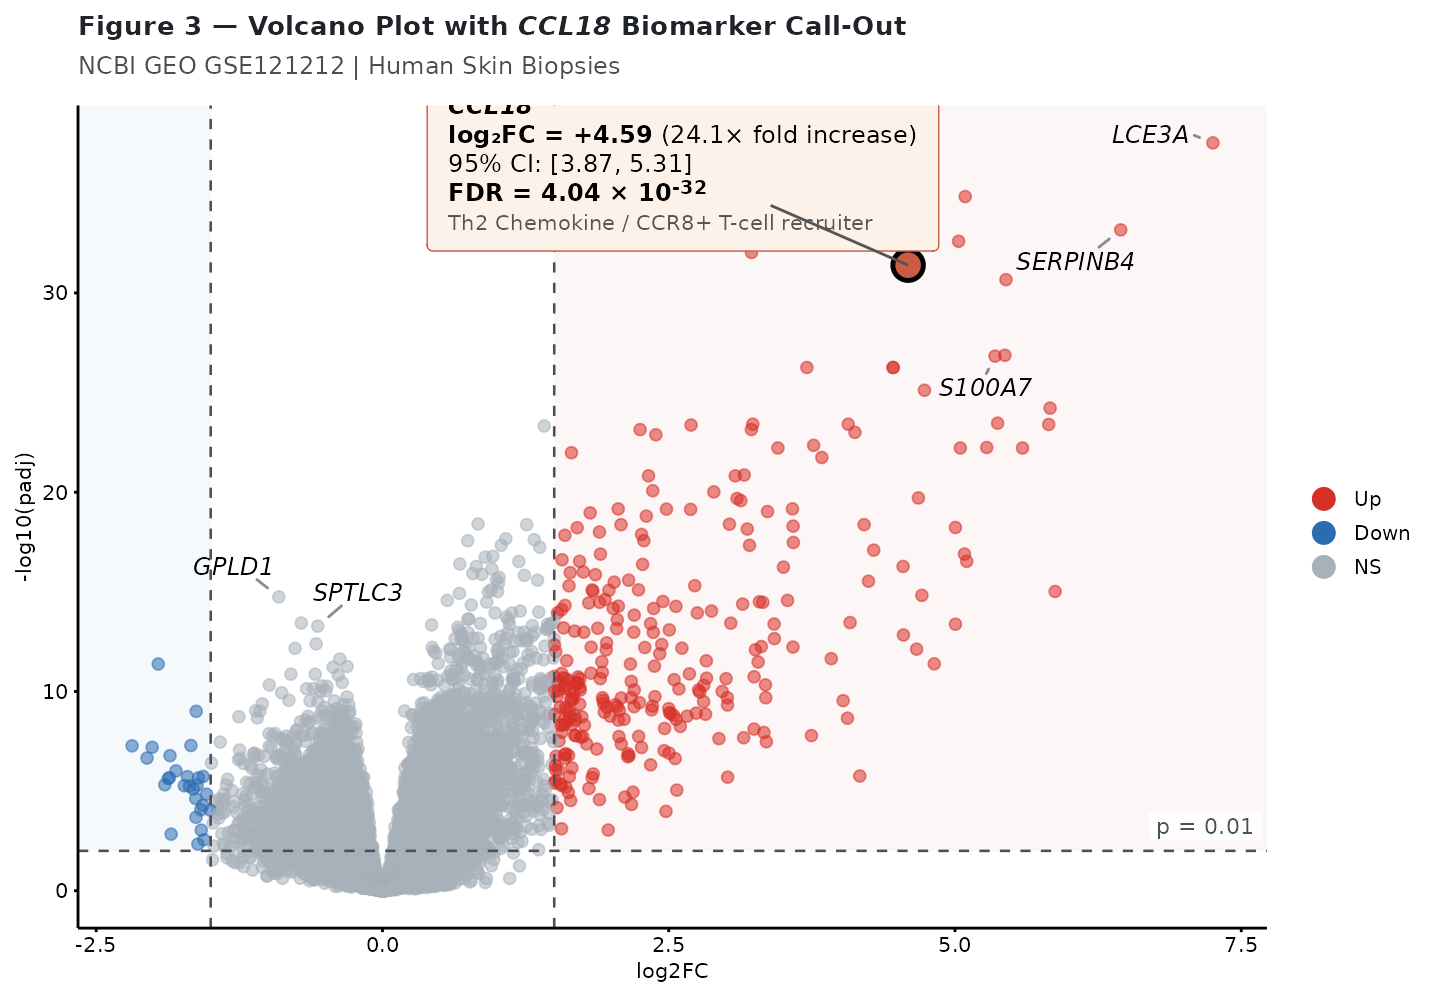 Figure 3 — Volcano Plot with CCL18 Biomarker Call-Out
NCBI GEO GSE121212 | Human Skin Biopsies
CCL18
log₂FC = +4.59 (24.1× fold increase)
95% CI: [3.87, 5.31]
FDR = 4.04 × 10⁻³²
Th2 Chemokine / CCR8+ T-cell recruiter
LCE3A
SERPINB4
S100A7
GPLD1
SPTLC3
p = 0.01
-log10(padj)
30
20
10
0
-2.5 0.0 2.5 5.0 7.5
log2FC
Up
Down
NS